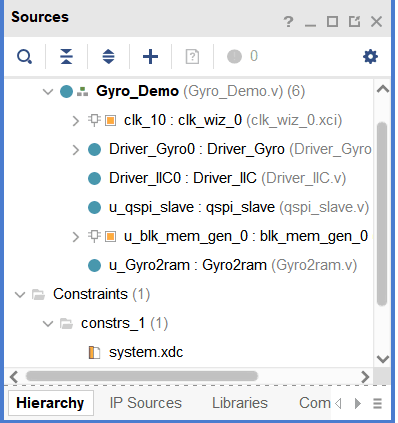 Sources
? _
0
Gyro_Demo (Gyro_Demo.v) (6)
clk_10 : clk_wiz_0 (clk_wiz_0.xci)
Driver_Gyro0 : Driver_Gyro (Driver_Gyro
Driver_IIC0 : Driver_IIC (Driver_IIC.v)
u_qspi_slave : qspi_slave (qspi_slave.v)
u_blk_mem_gen_0 : blk_mem_gen_0
u_Gyro2ram : Gyro2ram (Gyro2ram.v)
Constraints (1)
constrs_1 (1)
system.xdc
Hierarchy IP Sources Libraries Com